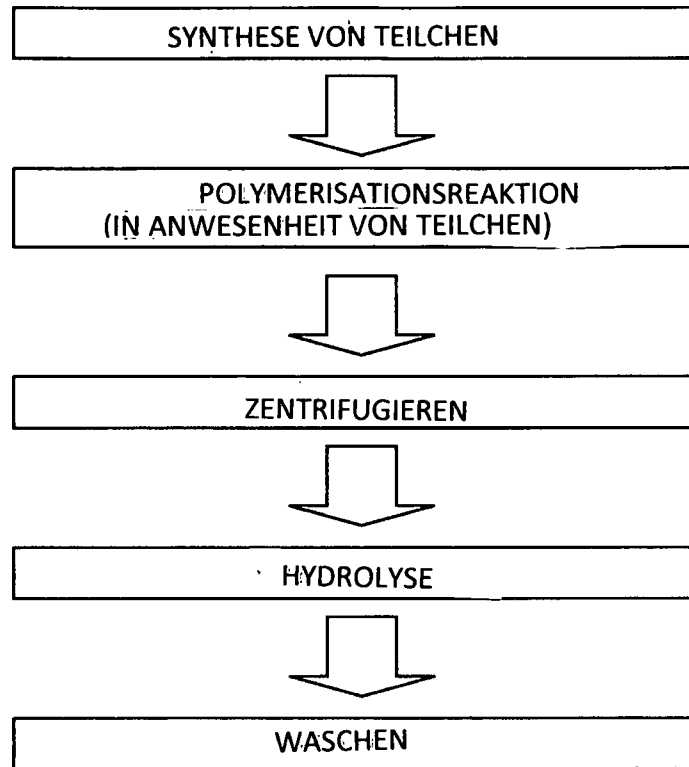 SYNTHESE VON TEILCHEN
POLYMERISATIONSREAKTION
(IN ANWESENHEIT VON TEILCHEN)
ZENTRIFUGIEREN
HYDROLYSE
WASCHEN